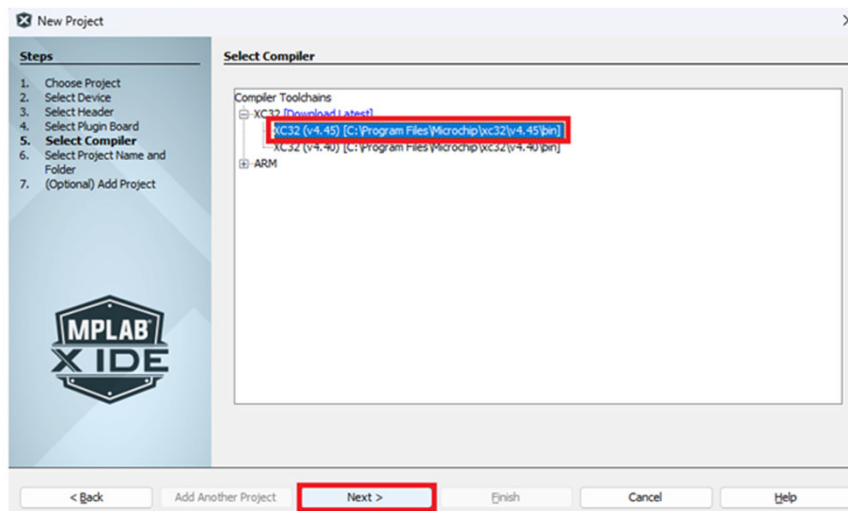 New Project
Steps
1. Choose Project
2. Select Device
3. Select Header
4. Select Plugin Board
5. Select Compiler
6. Select Project Name and
Folder
7. (Optional) Add Project
MPLAB
X IDE
Select Compiler
Compiler Toolchains
XC32 [Download Latest]
XC32 (v4.45) [C:\Program Files\Microchip\xc32\v4.45\bin]
XC32 (v4.40) [C:\Program Files\Microchip\xc32\v4.40\bin]
ARM
< Back Add Another Project Next > Finish Cancel Help